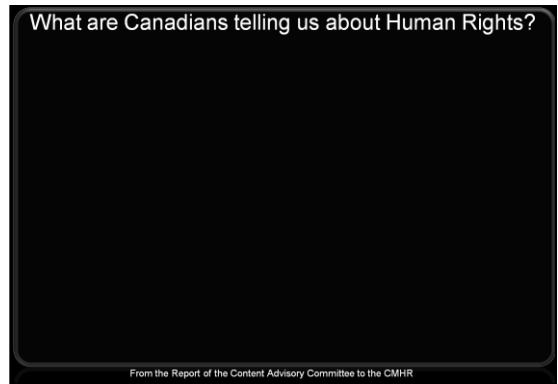 What are Canadians telling us about Human Rights?
From the Report of the Content Advisory Committee to the CMHR